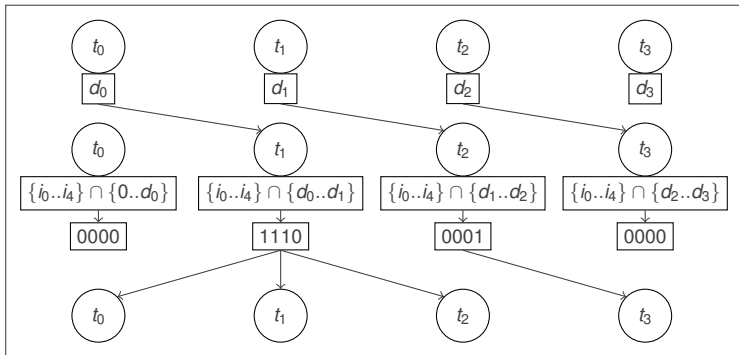 t0 t1 t2 t3
d0 d1 d2 d3
t0 t1 t2 t3
{i0..i4} ∩ {0..d0} {i0..i4} ∩ {d0..d1} {i0..i4} ∩ {d1..d2} {i0..i4} ∩ {d2..d3}
0000 1110 0001 0000
t0 t1 t2 t3